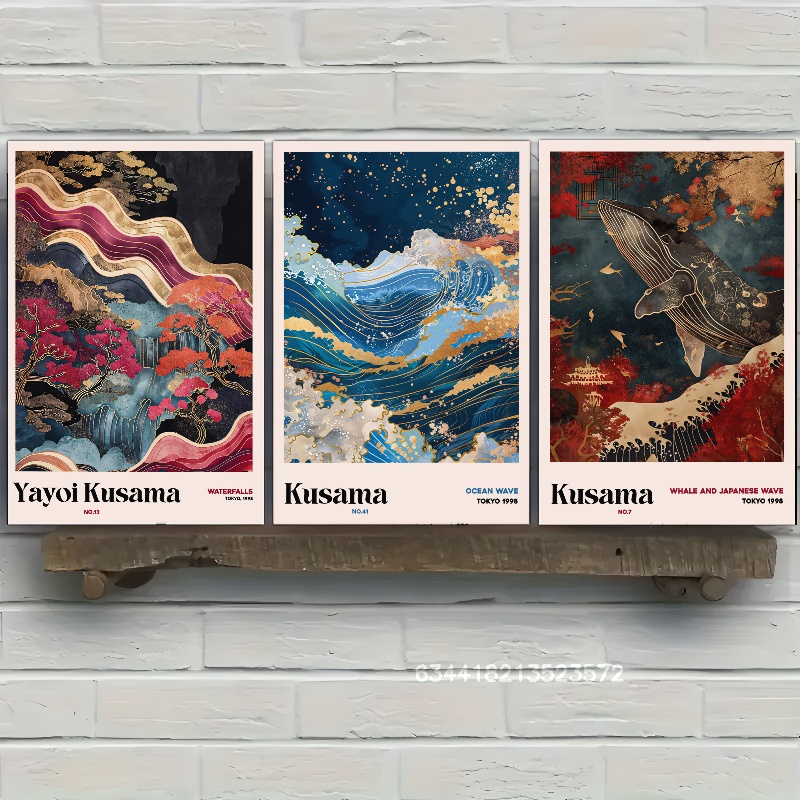 Yayoi Kusama
WATERFALLS
TOKYO, 1998
NO.13
Kusama
OCEAN WAVE
TOKYO 1998
NO.41
Kusama
WHALE AND JAPANESE WAVE
TOKYO 1998
NO.7
634418213523572